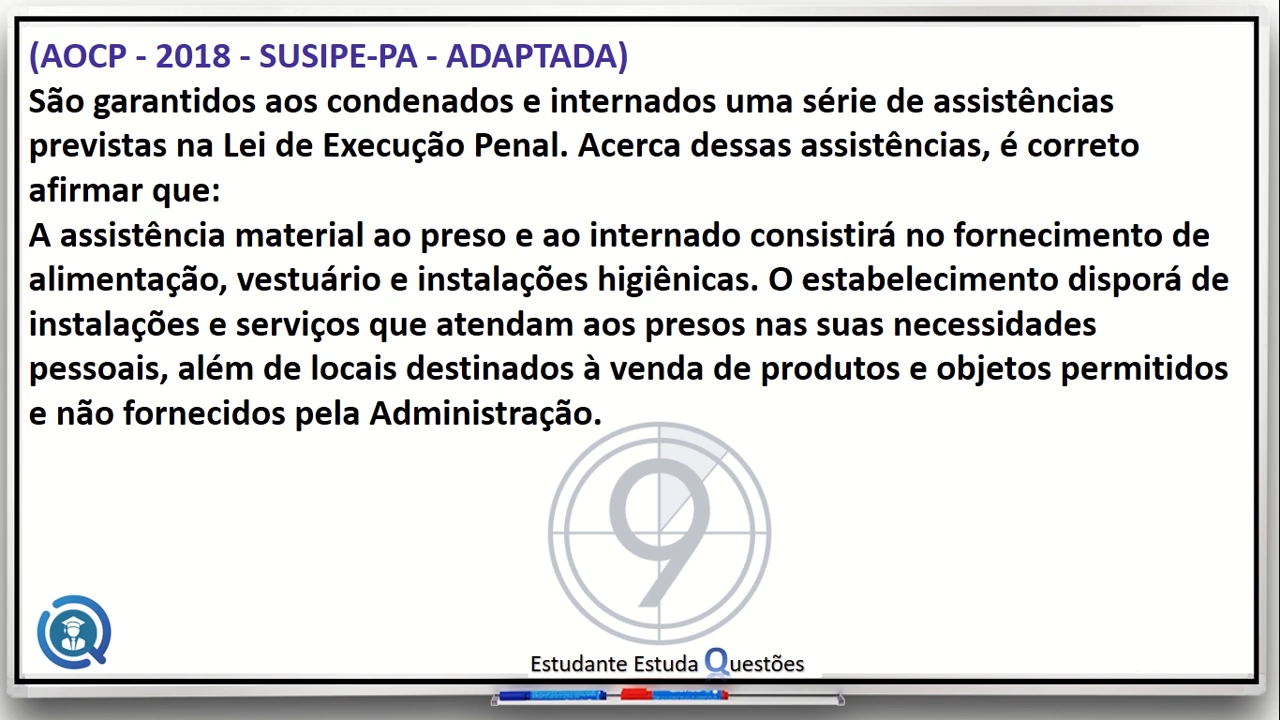 (AOCP - 2018 - SUSIPE-PA - ADAPTADA)
São garantidos aos condenados e internados uma série de assistências
previstas na Lei de Execução Penal. Acerca dessas assistências, é correto
afirmar que:
A assistência material ao preso e ao internado consistirá no fornecimento de
alimentação, vestuário e instalações higiênicas. O estabelecimento disporá de
instalações e serviços que atendam aos presos nas suas necessidades
pessoais, além de locais destinados à venda de produtos e objetos permitidos
e não fornecidos pela Administração.
9
Estudante Estuda Questões